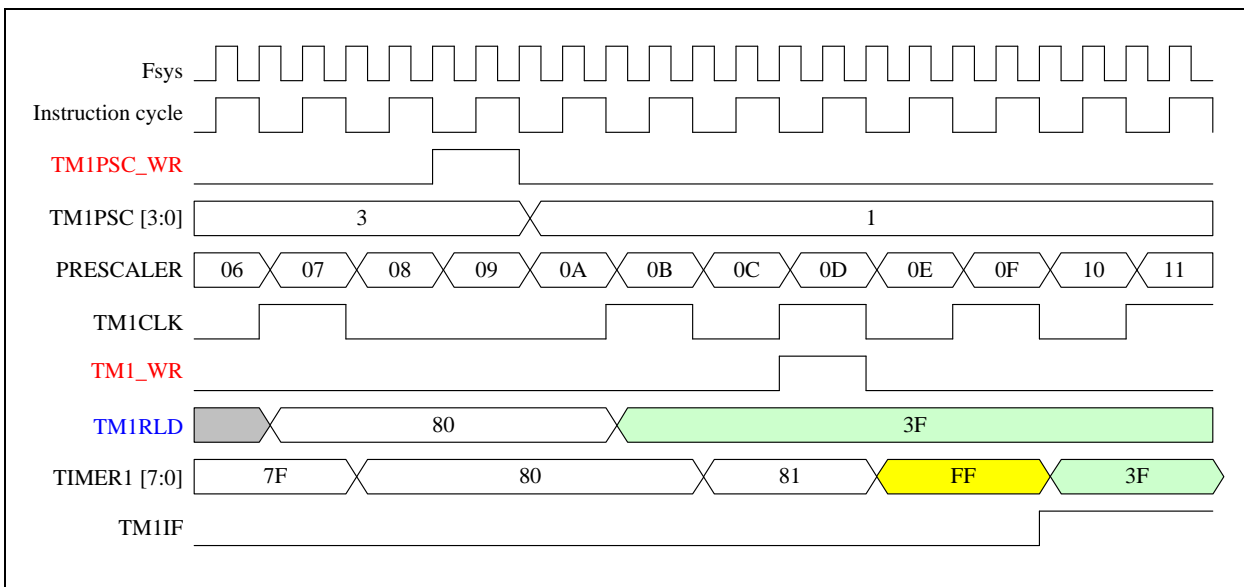 Fsys
Instruction cycle
TM1PSC_WR
TM1PSC [3:0] 3 1
PRESCALER 06 07 08 09 0A 0B 0C 0D 0E 0F 10 11
TM1CLK
TM1_WR
TM1RLD 80 3F
TIMER1 [7:0] 7F 80 81 FF 3F
TM1IF